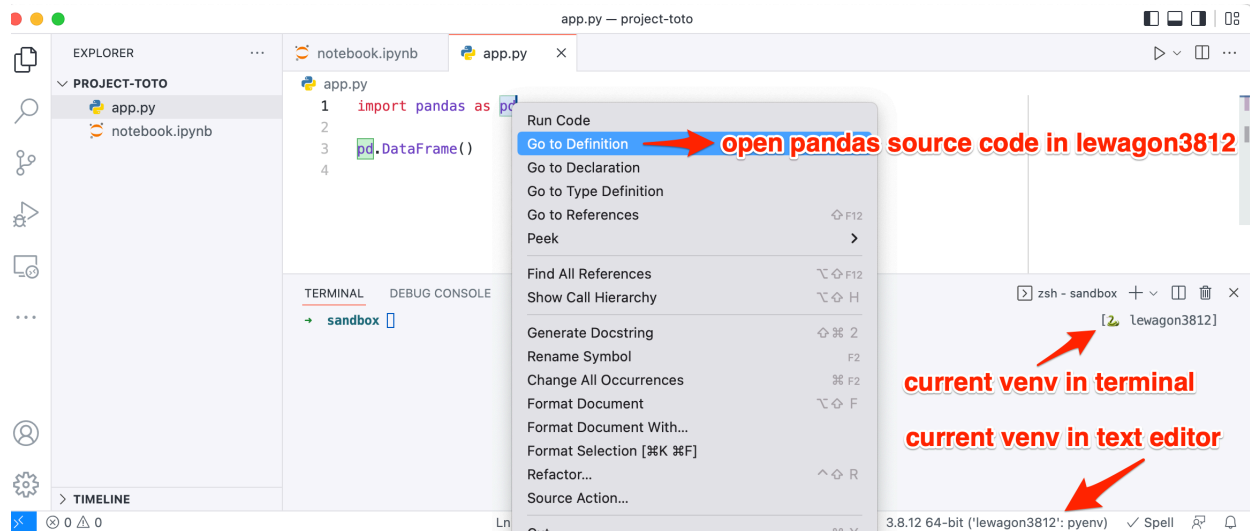 app.py — project-toto
EXPLORER
notebook.ipynb
app.py
PROJECT-TOTO
app.py
notebook.ipynb
app.py
1 import pandas as pd
2
3 pd.DataFrame()
4
Run Code
Go to Definition
open pandas source code in lewagon3812
Go to Declaration
Go to Type Definition
Go to References ⇧ F12
Peek
Find All References ⌥⇧ F12
Show Call Hierarchy ⌥⇧ H
Generate Docstring ⇧⌘ 2
Rename Symbol F2
Change All Occurrences ⌘ F2
Format Document ⌥⇧ F
Format Document With...
Format Selection [⌘K ⌘F]
Refactor... ^⇧ R
Source Action...
TERMINAL DEBUG CONSOLE
zsh - sandbox
→ sandbox
[🐍 lewagon3812]
current venv in terminal
current venv in text editor
TIMELINE
0 0
Ln
3.8.12 64-bit ('lewagon3812': pyenv)
Spell